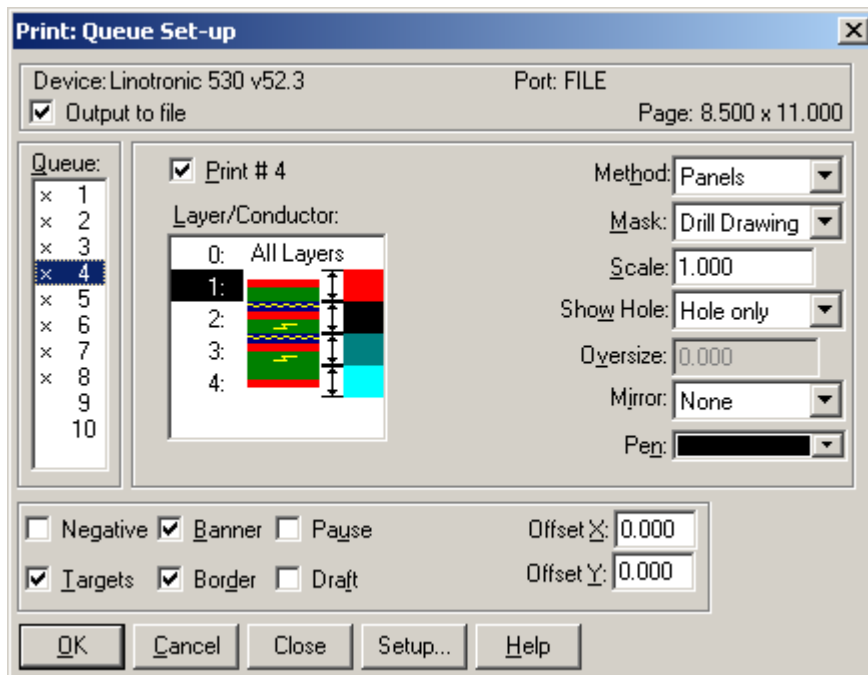 Print: Queue Set-up
Device: Linotronic 530 v52.3 Port: FILE
Output to file Page: 8.500 x 11.000
Queue:
x 1
x 2
x 3
x 4
x 5
x 6
x 7
x 8
9
10
Print # 4
Layer/Conductor:
0: All Layers
1:
2:
3:
4:
Method: Panels
Mask: Drill Drawing
Scale: 1.000
Show Hole: Hole only
Oversize: 0.000
Mirror: None
Pen:
Negative Banner Pause Offset X: 0.000
Targets Border Draft Offset Y: 0.000
OK Cancel Close Setup... Help